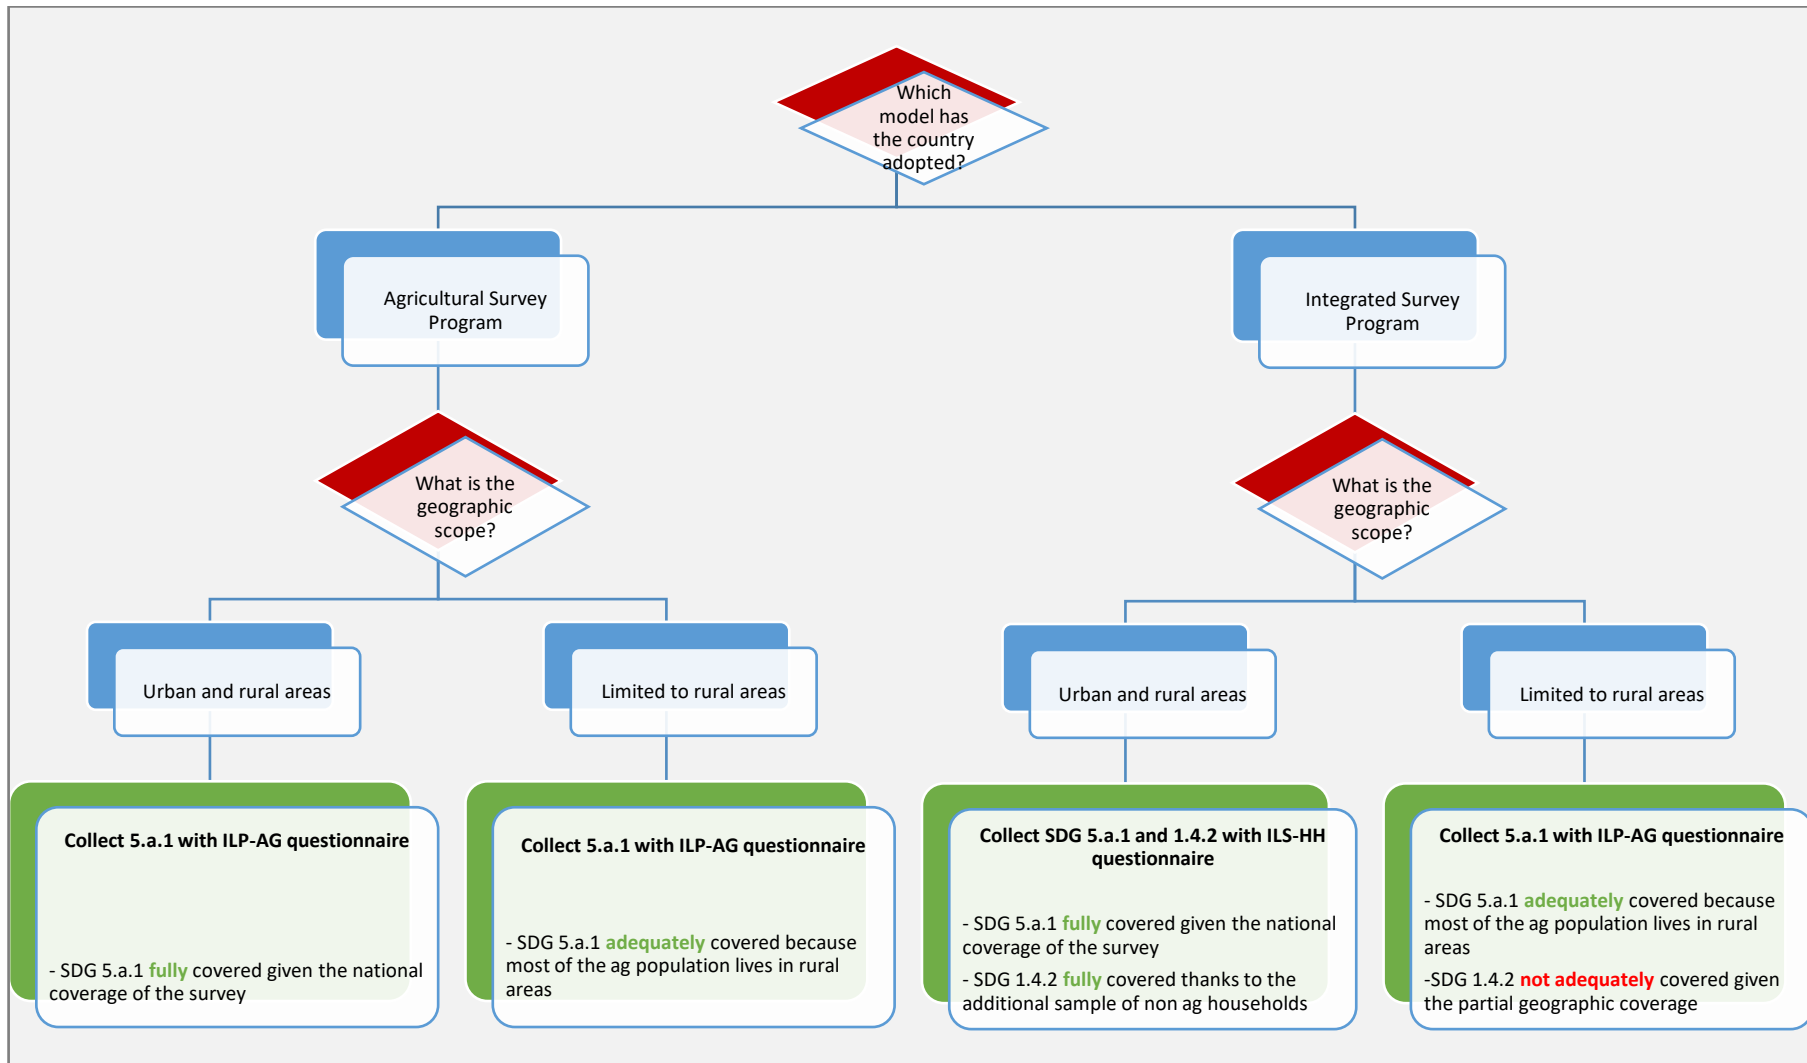 Which
model has
the country
adopted?
Agricultural Survey
Program
Integrated Survey
Program
What is the
geographic
scope?
What is the
geographic
scope?
Urban and rural areas
Limited to rural areas
Urban and rural areas
Limited to rural areas
Collect 5.a.1 with ILP-AG questionnaire
- SDG 5.a.1 fully covered given the national
coverage of the survey
Collect 5.a.1 with ILP-AG questionnaire
- SDG 5.a.1 adequately covered because
most of the ag population lives in rural
areas
Collect SDG 5.a.1 and 1.4.2 with ILS-HH
questionnaire
- SDG 5.a.1 fully covered given the national
coverage of the survey
- SDG 1.4.2 fully covered thanks to the
additional sample of non ag households
Collect 5.a.1 with ILP-AG questionnaire
- SDG 5.a.1 adequately covered because
most of the ag population lives in rural
areas
-SDG 1.4.2 not adequately covered given
the partial geographic coverage